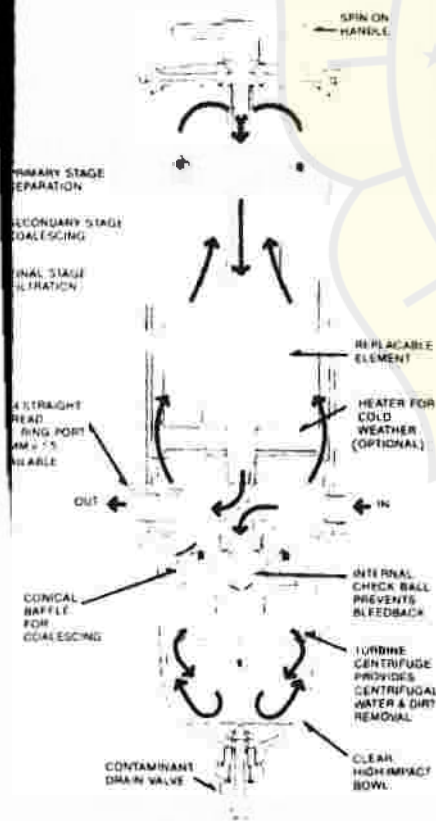 SPIN ON
HANDLE
PRIMARY STAGE
SEPARATION
SECONDARY STAGE
COALESCING
FINAL STAGE
FILTRATION
REPLACABLE
ELEMENT
STRAIGHT
READ
RING PORT
HEATER FOR
COLD
WEATHER
(OPTIONAL)
OUT
IN
CONICAL
BAFFLE
FOR
COALESCING
INTERNAL
CHECK BALL
PREVENTS
BLEEDBACK
TURBINE
CENTRIFUGE
PROVIDES
CENTRIFUGAL
WATER & DIRT
REMOVAL
CONTAMINANT
DRAIN VALVE
CLEAR
HIGH IMPACT
BOWL